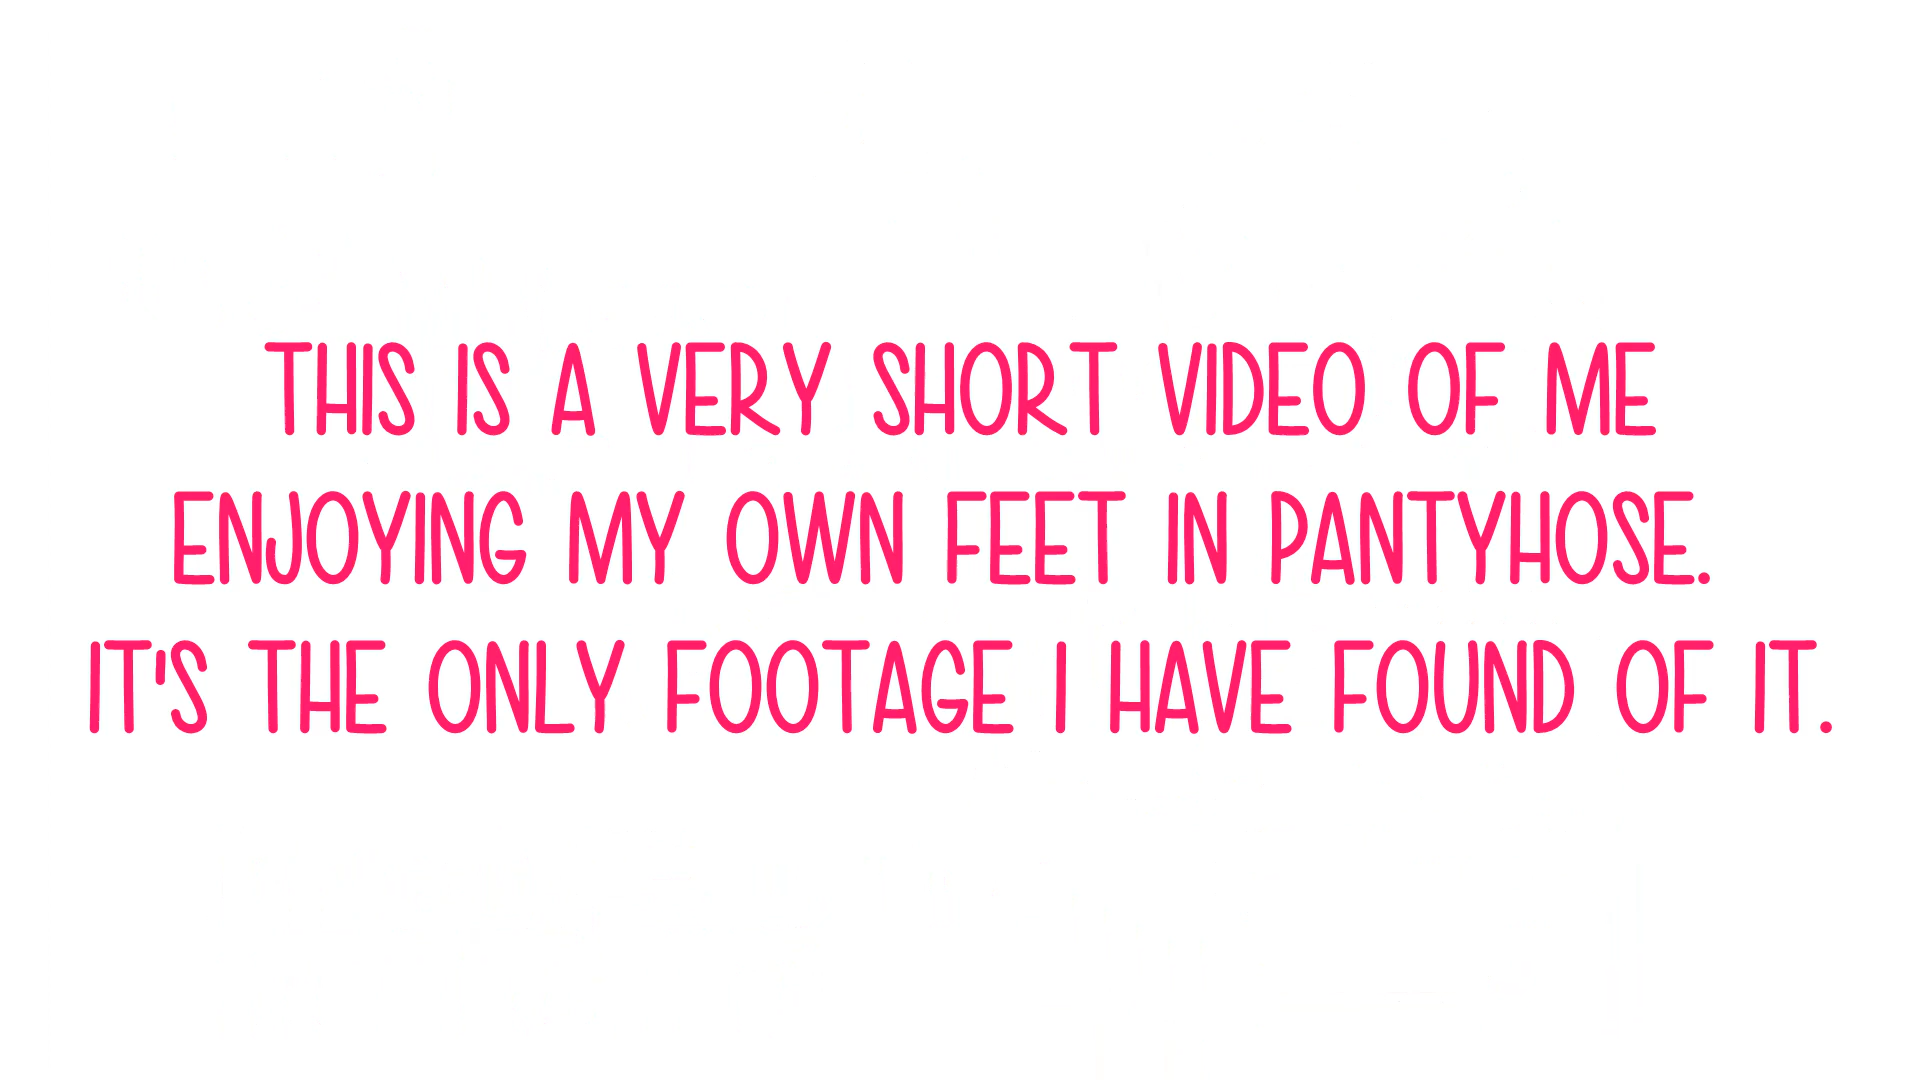 THIS IS A VERY SHORT VIDEO OF ME
ENJOYING MY OWN FEET IN PANTYHOSE.
IT'S THE ONLY FOOTAGE I HAVE FOUND OF IT.